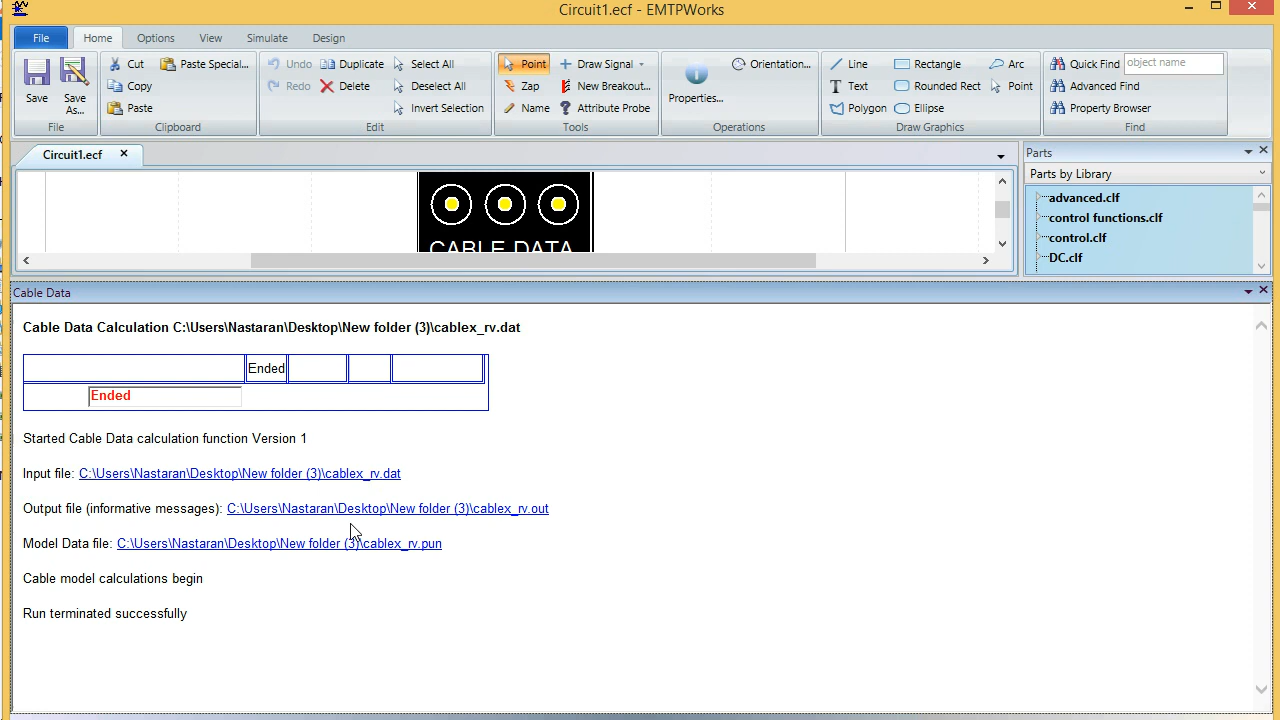 Circuit1.ecf - EMTPWorks
File Home Options View Simulate Design
Cut Paste Special... Undo Duplicate Select All Point Draw Signal Orientation... Line Rectangle Arc Quick Find object name
Copy Redo Delete Deselect All Zap New Breakout... Text Rounded Rect Point Advanced Find
Save Save As... Paste Invert Selection Name Attribute Probe Properties... Polygon Ellipse Property Browser
File Clipboard Edit Tools Operations Draw Graphics Find
Circuit1.ecf
Parts
Parts by Library
CABLE DATA
advanced.clf
control functions.clf
control.clf
DC.clf
Cable Data
Cable Data Calculation C:\Users\Nastaran\Desktop\New folder (3)\cablex_rv.dat
Ended
Ended
Started Cable Data calculation function Version 1
Input file: C:\Users\Nastaran\Desktop\New folder (3)\cablex_rv.dat
Output file (informative messages): C:\Users\Nastaran\Desktop\New folder (3)\cablex_rv.out
Model Data file: C:\Users\Nastaran\Desktop\New folder (3)\cablex_rv.pun
Cable model calculations begin
Run terminated successfully